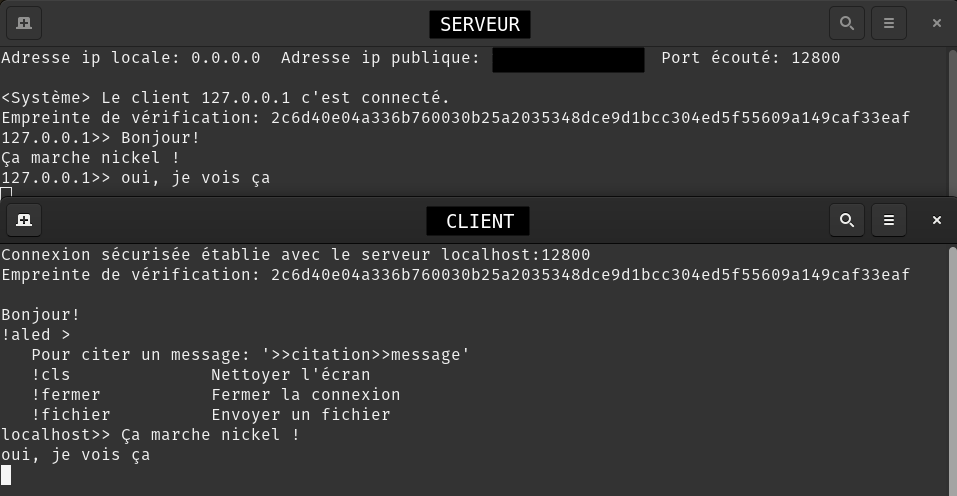 SERVEUR
Adresse ip locale: 0.0.0.0  Adresse ip publique:  Port écouté: 12800
<Système> Le client 127.0.0.1 c'est connecté.
Empreinte de vérification: 2c6d40e04a336b760030b25a2035348dce9d1bcc304ed5f55609a149caf33eaf
127.0.0.1>> Bonjour!
Ça marche nickel !
127.0.0.1>> oui, je vois ça
CLIENT
Connexion sécurisée établie avec le serveur localhost:12800
Empreinte de vérification: 2c6d40e04a336b760030b25a2035348dce9d1bcc304ed5f55609a149caf33eaf
Bonjour!
!aled >
Pour citer un message: '>>citation>>message'
!cls Nettoyer l'écran
!fermer Fermer la connexion
!fichier Envoyer un fichier
localhost>> Ça marche nickel !
oui, je vois ça